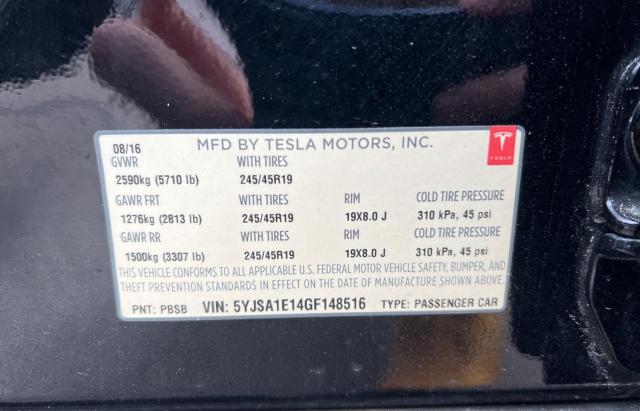 08/16 MFD BY TESLA MOTORS, INC.
GVWR WITH TIRES
2590kg (5710 lb) 245/45R19
GAWR FRT WITH TIRES RIM COLD TIRE PRESSURE
1276kg (2813 lb) 245/45R19 19X8.0 J 310 kPa, 45 psi
GAWR RR WITH TIRES RIM COLD TIRE PRESSURE
1500kg (3307 lb) 245/45R19 19X8.0 J 310 kPa, 45 psi
THIS VEHICLE CONFORMS TO ALL APPLICABLE U.S. FEDERAL MOTOR VEHICLE SAFETY, BUMPER, AND
THEFT PREVENTION STANDARDS IN EFFECT ON THE DATE OF MANUFACTURE SHOWN ABOVE.
PNT: PBSB VIN: 5YJSA1E14GF148516 TYPE: PASSENGER CAR